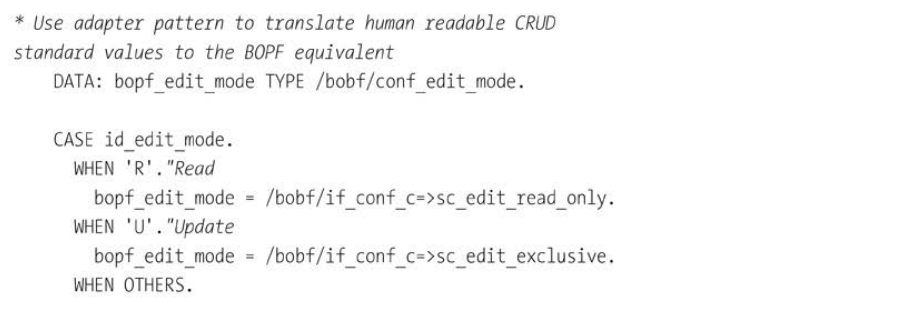 * Use adapter pattern to translate human readable CRUD
standard values to the BOPF equivalent
DATA: bopf_edit_mode TYPE /bobf/conf_edit_mode.
CASE id_edit_mode.
WHEN 'R'."Read
bopf_edit_mode = /bobf/if_conf_c=>sc_edit_read_only.
WHEN 'U'."Update
bopf_edit_mode = /bobf/if_conf_c=>sc_edit_exclusive.
WHEN OTHERS.